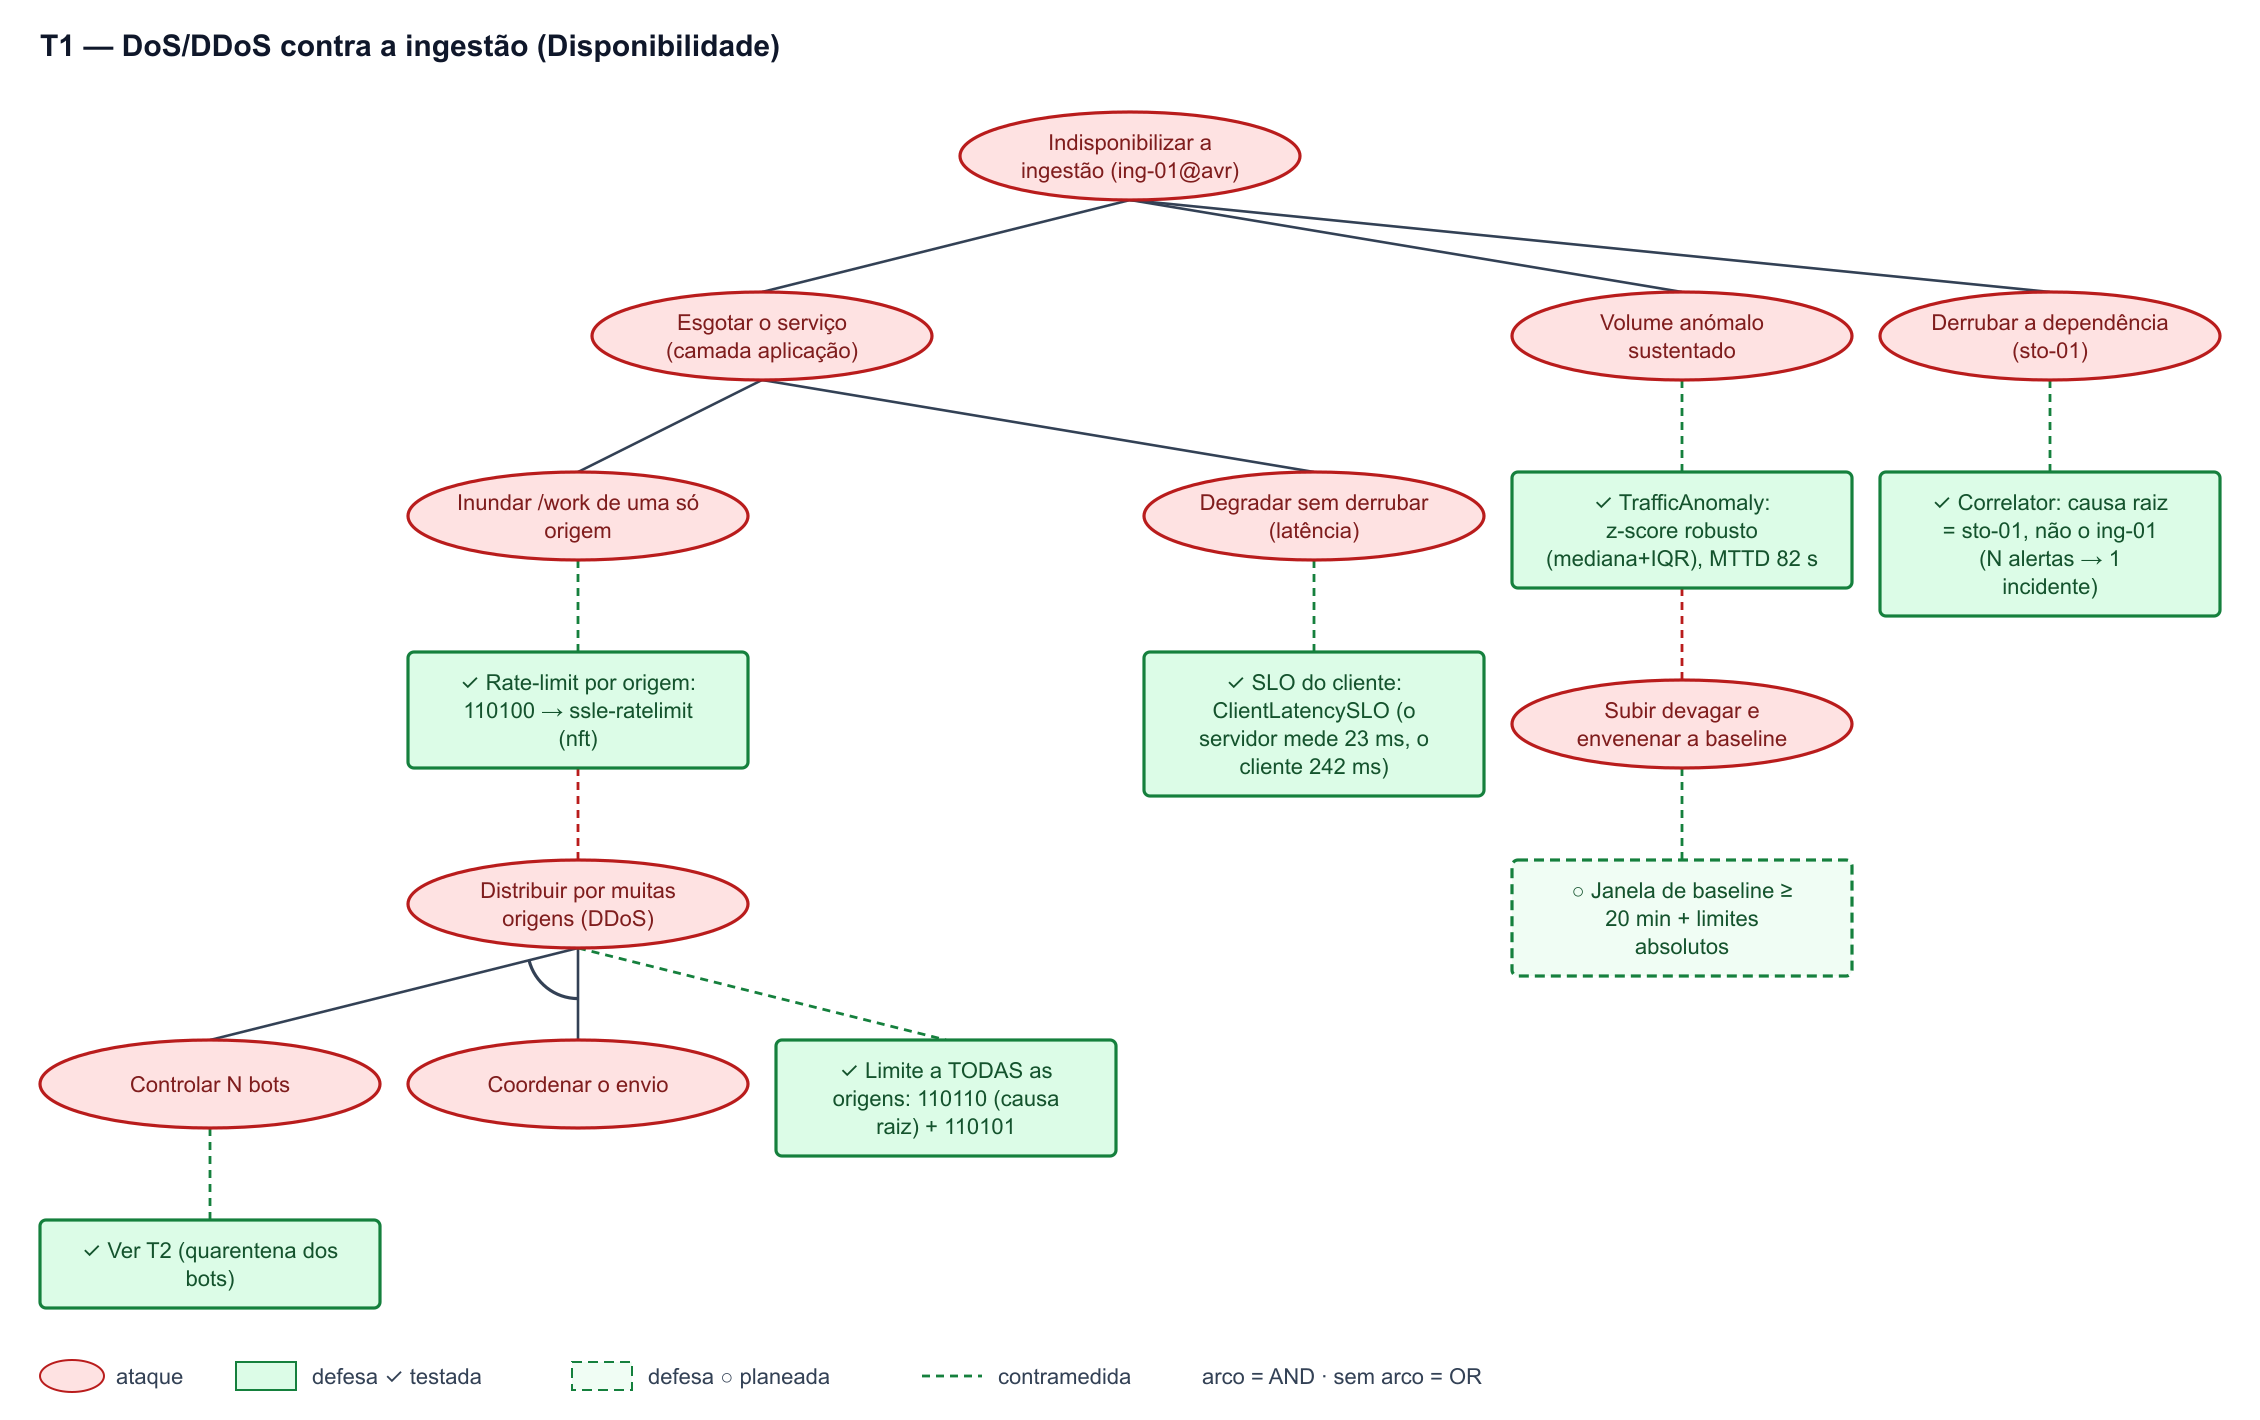 T1 — DoS/DDoS contra a ingestão (Disponibilidade)
Indisponibilizar a
ingestão (ing-01@avr)
Esgotar o serviço
(camada aplicação)
Volume anómalo
sustentado
Derrubar a dependência
(sto-01)
Inundar /work de uma só
origem
Degradar sem derrubar
(latência)
✓ TrafficAnomaly:
z-score robusto
(mediana+IQR), MTTD 82 s
✓ Correlator: causa raiz
= sto-01, não o ing-01
(N alertas → 1
incidente)
✓ Rate-limit por origem:
110100 → ssle-ratelimit
(nft)
✓ SLO do cliente:
ClientLatencySLO (o
servidor mede 23 ms, o
cliente 242 ms)
Subir devagar e
envenenar a baseline
Distribuir por muitas
origens (DDoS)
○ Janela de baseline ≥
20 min + limites
absolutos
Controlar N bots
Coordenar o envio
✓ Limite a TODAS as
origens: 110110 (causa
raiz) + 110101
✓ Ver T2 (quarentena dos
bots)
ataque
defesa ✓ testada
defesa ○ planeada
contramedida
arco = AND · sem arco = OR